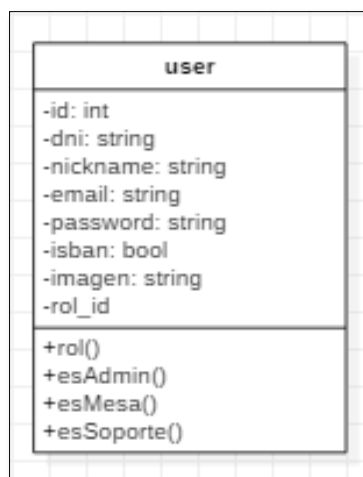 user
-id: int
-dni: string
-nickname: string
-email: string
-password: string
-isban: bool
-imagen: string
-rol_id
+rol()
+esAdmin()
+esMesa()
+esSoporte()